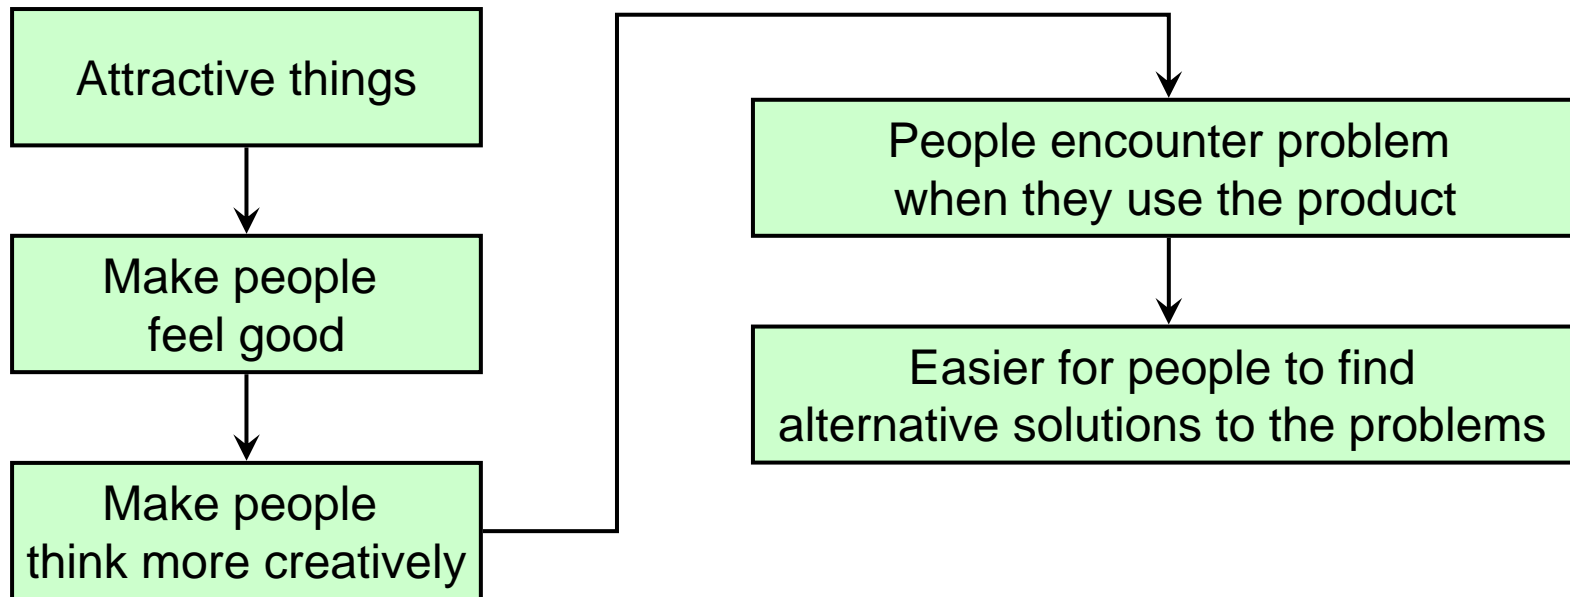 Attractive things
Make people
feel good
Make people
think more creatively
People encounter problem
when they use the product
Easier for people to find
alternative solutions to the problems